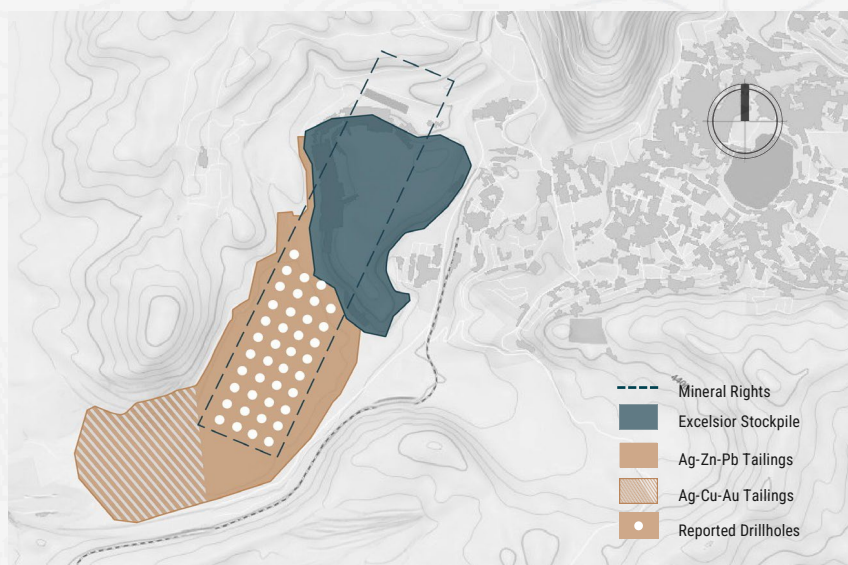 Mineral Rights
Excelsior Stockpile
Ag-Zn-Pb Tailings
Ag-Cu-Au Tailings
Reported Drillholes